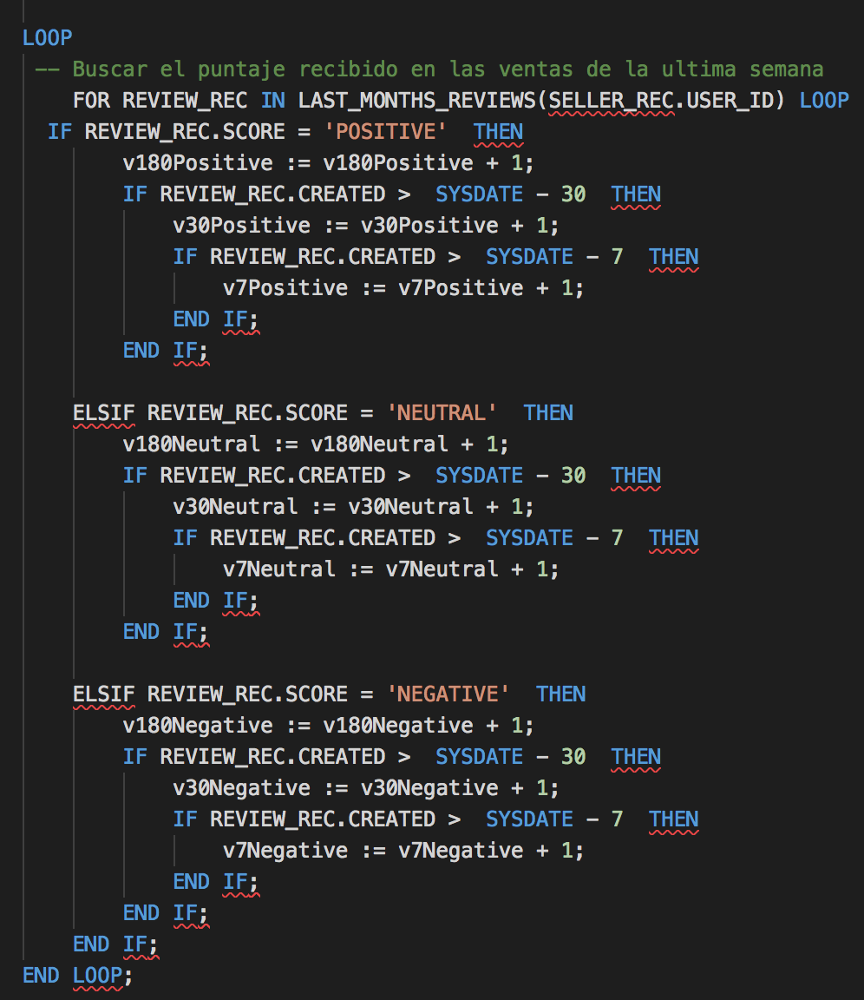 LOOP
-- Buscar el puntaje recibido en las ventas de la ultima semana
FOR REVIEW_REC IN LAST_MONTHS_REVIEWS(SELLER_REC.USER_ID) LOOP
IF REVIEW_REC.SCORE = 'POSITIVE'  THEN
v180Positive := v180Positive + 1;
IF REVIEW_REC.CREATED >  SYSDATE - 30  THEN
v30Positive := v30Positive + 1;
IF REVIEW_REC.CREATED >  SYSDATE - 7  THEN
v7Positive := v7Positive + 1;
END IF;
END IF;
ELSIF REVIEW_REC.SCORE = 'NEUTRAL'  THEN
v180Neutral := v180Neutral + 1;
IF REVIEW_REC.CREATED >  SYSDATE - 30  THEN
v30Neutral := v30Neutral + 1;
IF REVIEW_REC.CREATED >  SYSDATE - 7  THEN
v7Neutral := v7Neutral + 1;
END IF;
END IF;
ELSIF REVIEW_REC.SCORE = 'NEGATIVE'  THEN
v180Negative := v180Negative + 1;
IF REVIEW_REC.CREATED >  SYSDATE - 30  THEN
v30Negative := v30Negative + 1;
IF REVIEW_REC.CREATED >  SYSDATE - 7  THEN
v7Negative := v7Negative + 1;
END IF;
END IF;
END IF;
END LOOP;